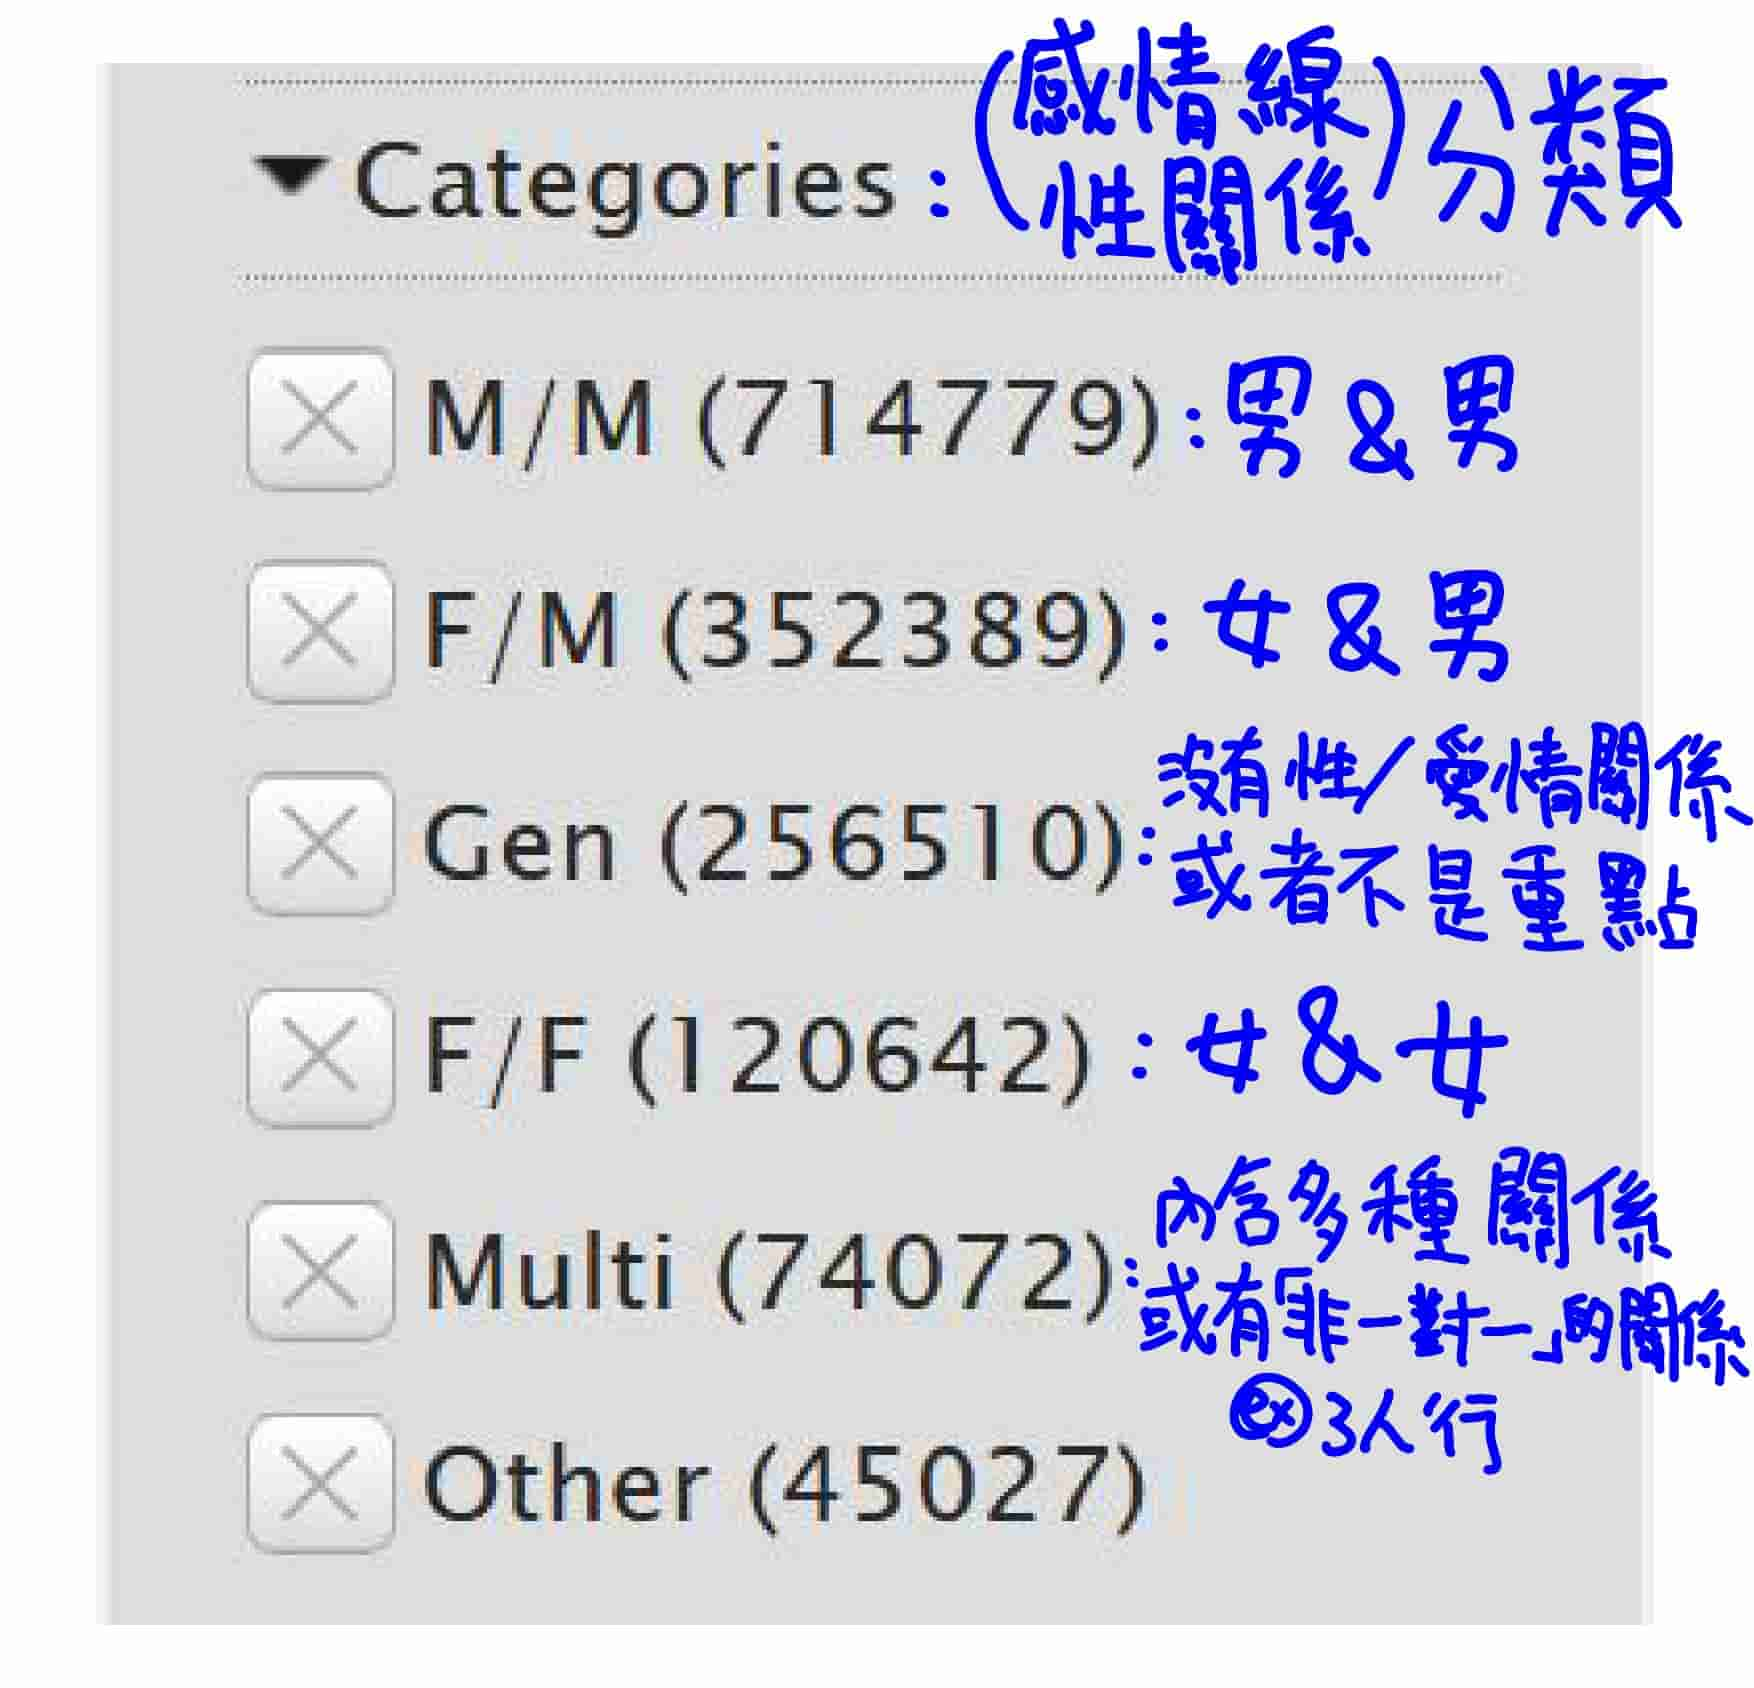 ▼Categories：(感情線 性關係)分類
M/M (714779)：男&男
F/M (352389)：女&男
沒有性/愛情關係
Gen (256510)：或者不是重點
F/F (120642)：女&女
內含多種關係
Multi (74072)：或有「非一對一」的關係
ex 3人行
Other (45027)